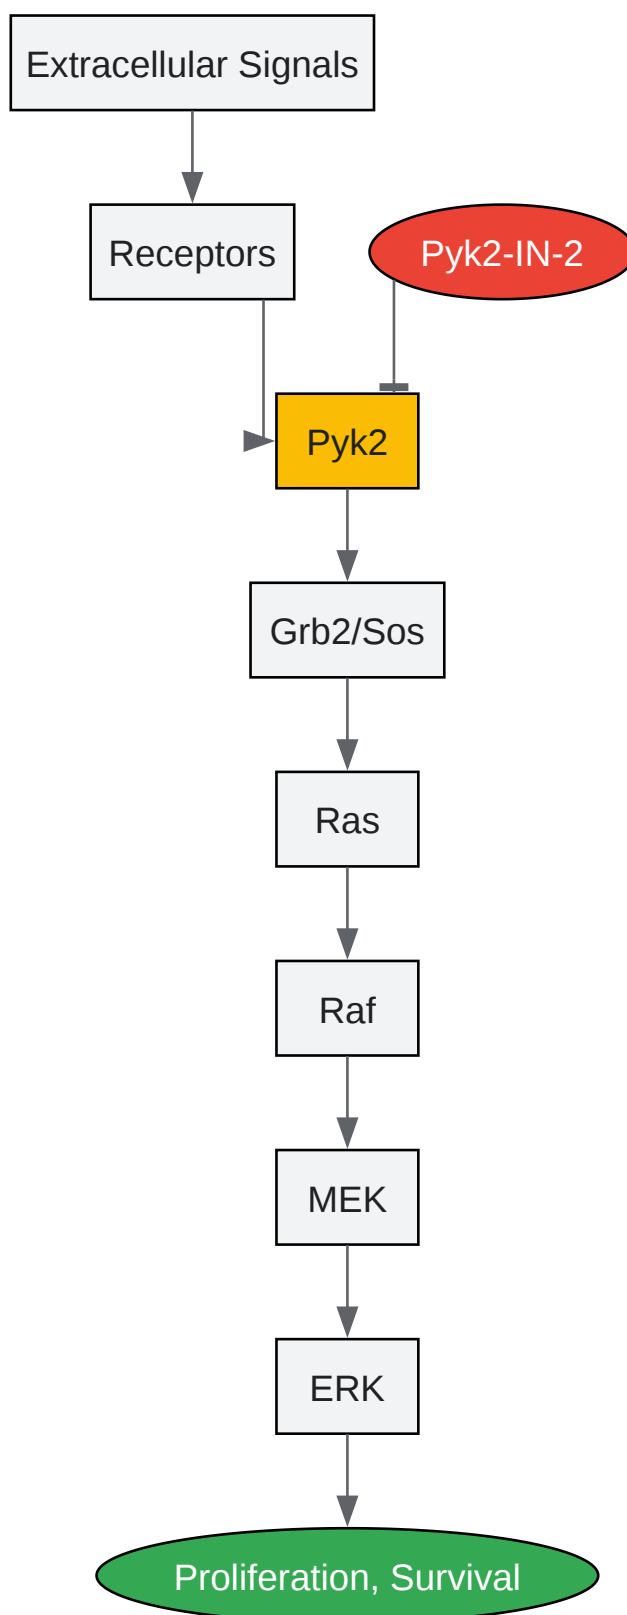 Extracellular Signals
Receptors
Pyk2-IN-2
Pyk2
Grb2/Sos
Ras
Raf
MEK
ERK
Proliferation, Survival